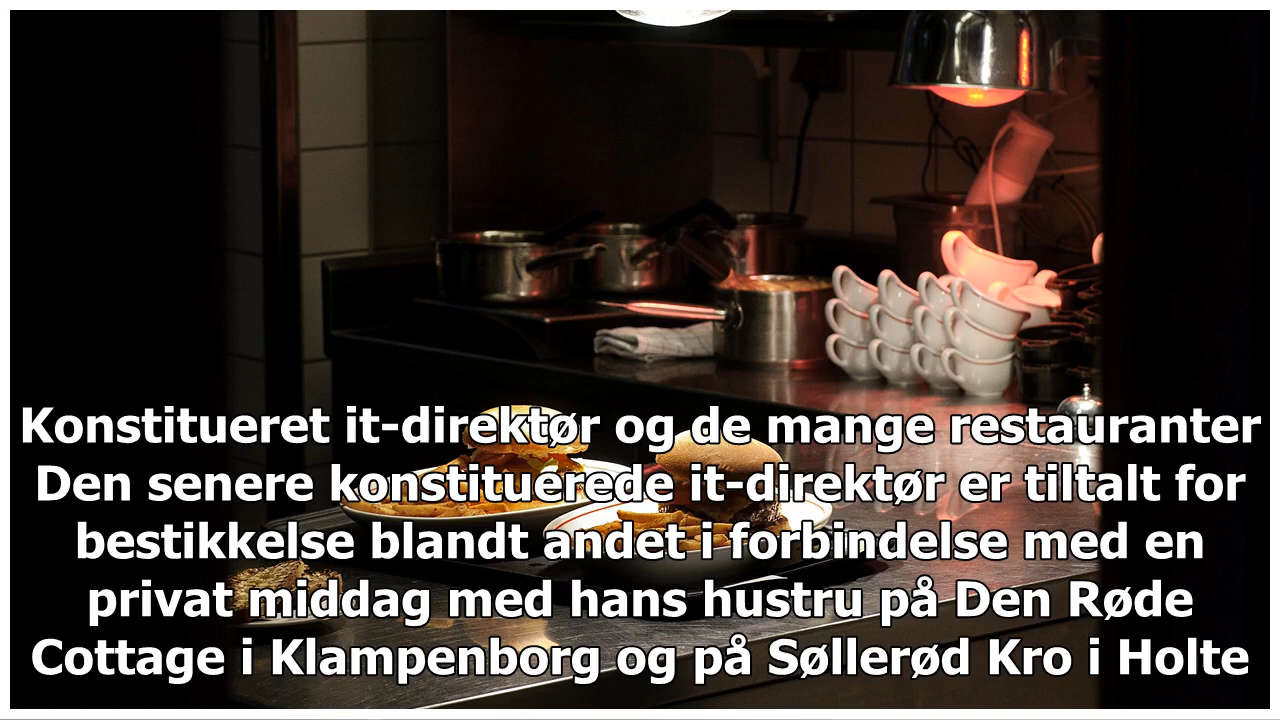 Konstitueret it-direktør og de mange restauranter
Den senere konstituerede it-direktør er tiltalt for
bestikkelse blandt andet i forbindelse med en
privat middag med hans hustru på Den Røde
Cottage i Klampenborg og på Søllerød Kro i Holte